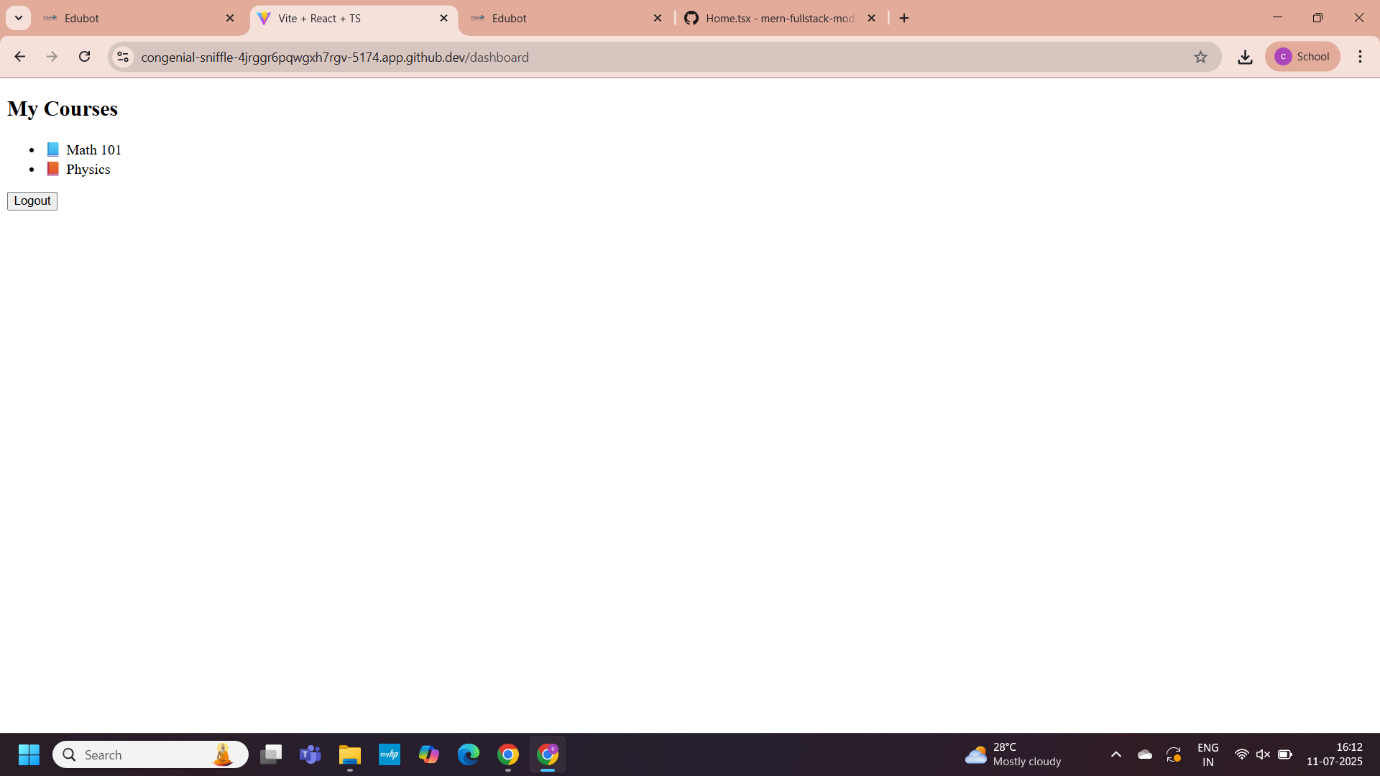 Edubot
Vite + React + TS
Edubot
Home.tsx - mern-fullstack-mod
congenial-sniffle-4jrggr6pqwgxh7rgv-5174.app.github.dev/dashboard
C
School
My Courses
• 📘 Math 101
• 📕 Physics
Logout
Search
myhp
28°C
Mostly cloudy
ENG
IN
16:12
11-07-2025